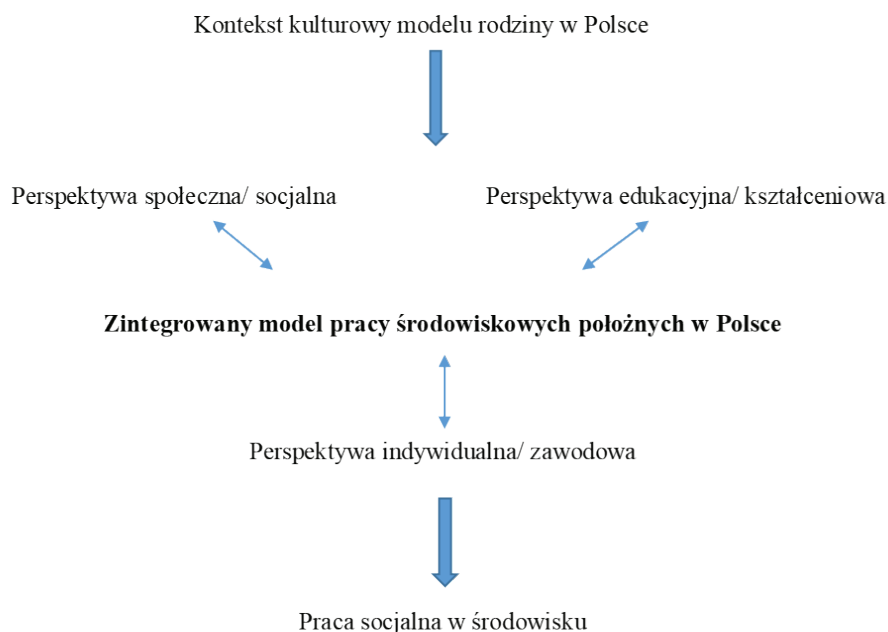 Kontekst kulturowy modelu rodziny w Polsce
Perspektywa społeczna/ socjalna
Perspektywa edukacyjna/ kształceniowa
Zintegrowany model pracy środowiskowych położnych w Polsce
Perspektywa indywidualna/ zawodowa
Praca socjalna w środowisku